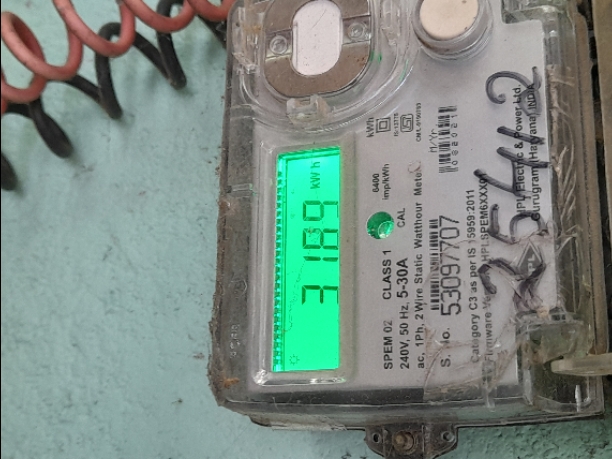 3189 kWh
6400
imp/kWh
CAL
kWh
SPEM 02 CLASS 1
240V, 50 Hz, 5-30A
ac, 1Ph, 2 Wire Static Watthour Meter
S. No. 53097707
Category C3 as per IS 15959:2011
Firmware
HPL Electric & Power Ltd.
Gurugram, Haryana, INDIA